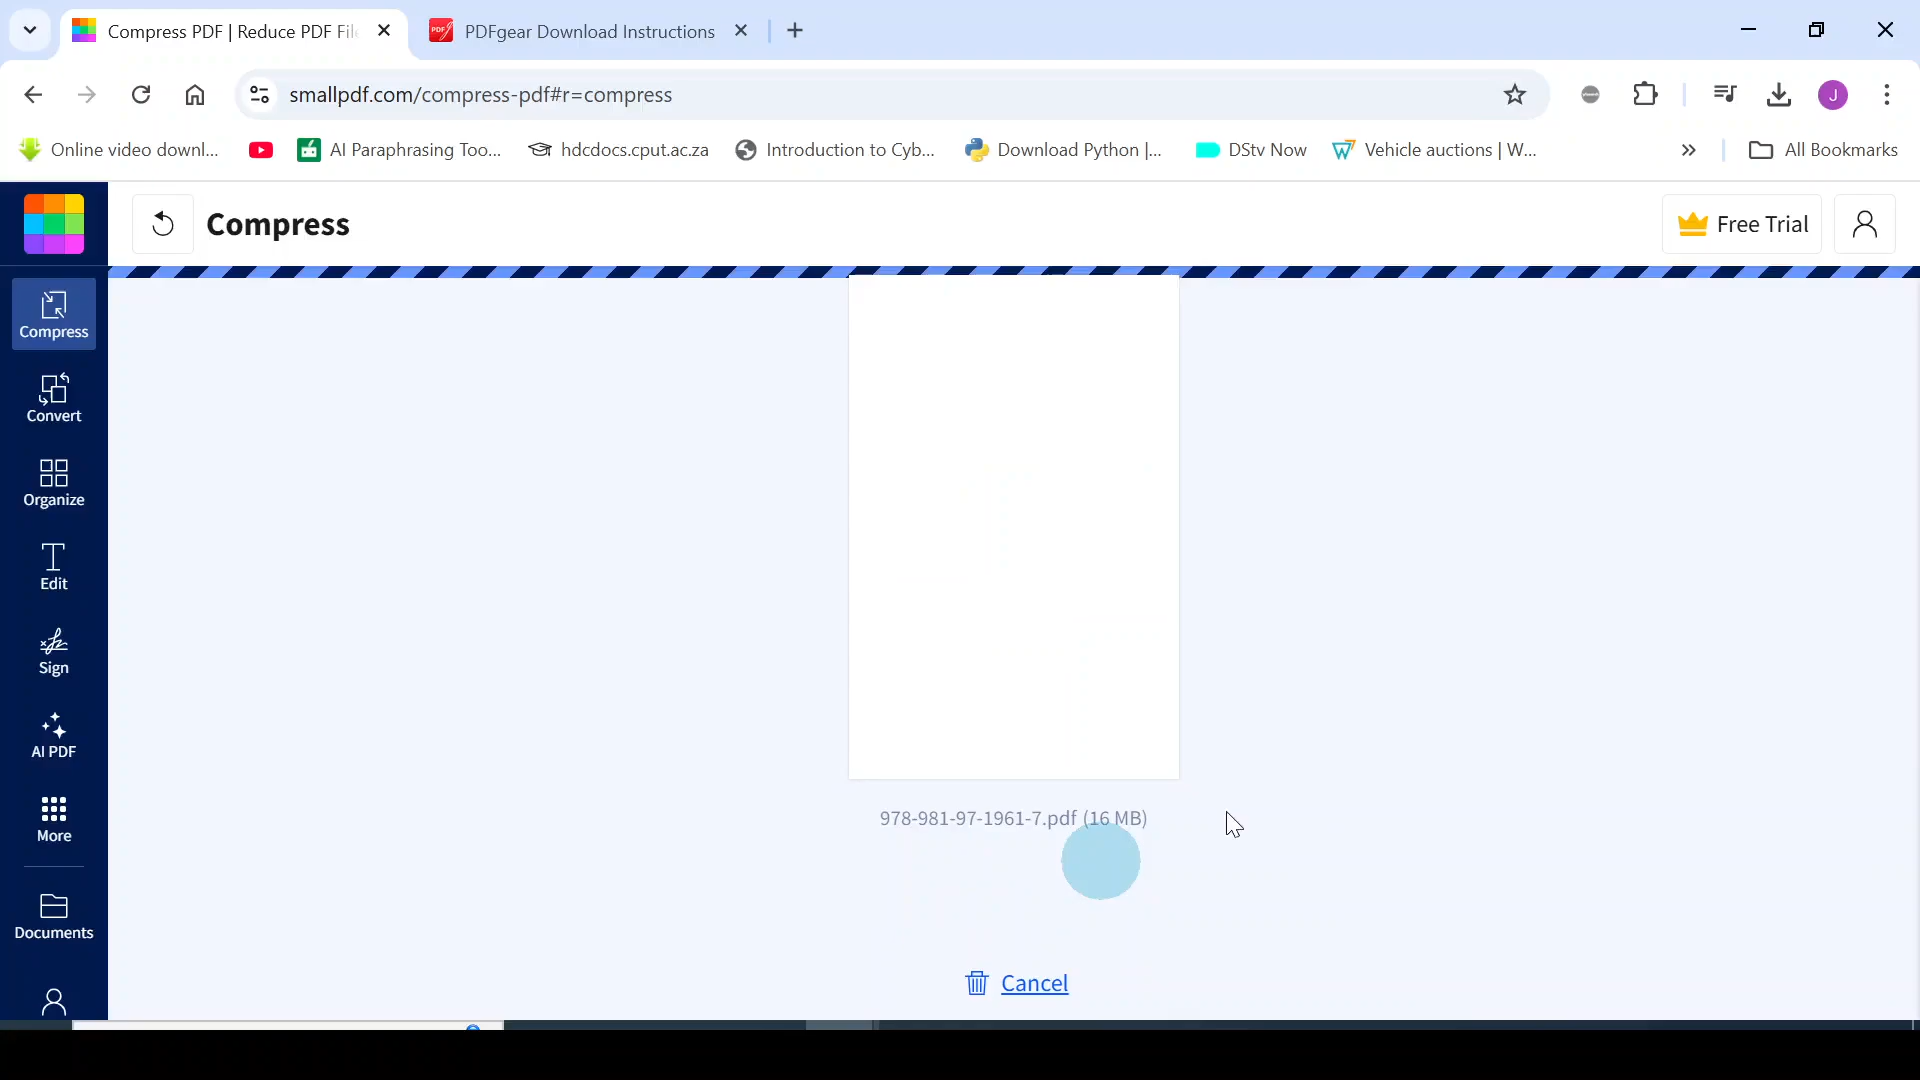 Compress PDF | Reduce PDF File
PDFgear Download Instructions
smallpdf.com/compress-pdf#r=compress
J
Online video downl...
AI Paraphrasing Too...
hdcdocs.cput.ac.za
Introduction to Cyb...
Download Python |...
DStv Now
Vehicle auctions | W...
All Bookmarks
Compress
Free Trial
Compress
Convert
Organize
Edit
Sign
AI PDF
More
Documents
978-981-97-1961-7.pdf (16 MB)
Cancel